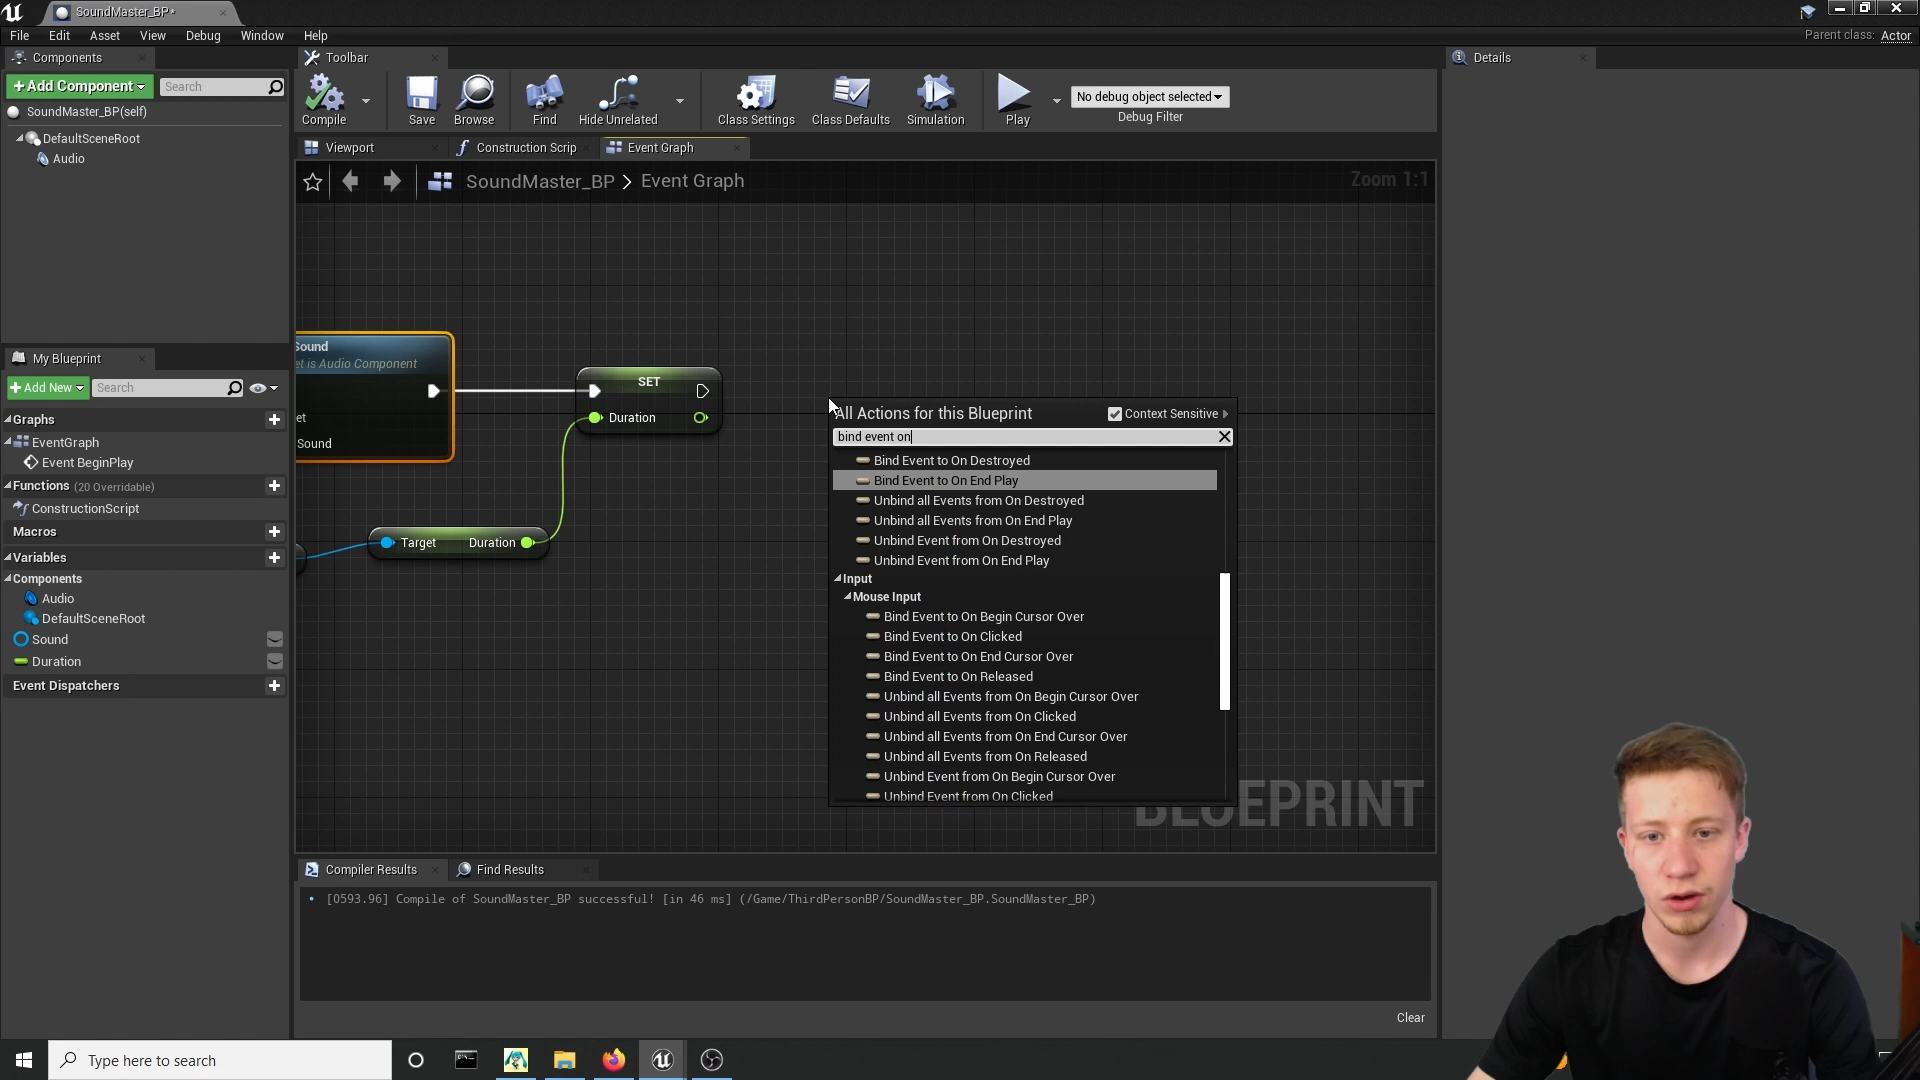 SoundMaster_BP*
File Edit Asset View Debug Window Help
Parent class: Actor
Components
+Add Component
Search
SoundMaster_BP(self)
DefaultSceneRoot
Audio
Toolbar
Compile
Save
Browse
Find
Hide Unrelated
Class Settings
Class Defaults
Simulation
Play
No debug object selected
Debug Filter
Details
Viewport
Construction Scrip
Event Graph
SoundMaster_BP > Event Graph
Zoom 1:1
Sound
et is Audio Component
et
Sound
SET
Duration
Target Duration
All Actions for this Blueprint
Context Sensitive
bind event on
Bind Event to On Destroyed
Bind Event to On End Play
Unbind all Events from On Destroyed
Unbind all Events from On End Play
Unbind Event from On Destroyed
Unbind Event from On End Play
Input
Mouse Input
Bind Event to On Begin Cursor Over
Bind Event to On Clicked
Bind Event to On End Cursor Over
Bind Event to On Released
Unbind all Events from On Begin Cursor Over
Unbind all Events from On Clicked
Unbind all Events from On End Cursor Over
Unbind all Events from On Released
Unbind Event from On Begin Cursor Over
Unbind Event from On Clicked
BLUEPRINT
My Blueprint
+Add New
Search
Graphs
EventGraph
Event BeginPlay
Functions (20 Overridable)
ConstructionScript
Macros
Variables
Components
Audio
DefaultSceneRoot
Sound
Duration
Event Dispatchers
Compiler Results
Find Results
[0593.96] Compile of SoundMaster_BP successful! [in 46 ms] (/Game/ThirdPersonBP/SoundMaster_BP.SoundMaster_BP)
Clear
Type here to search